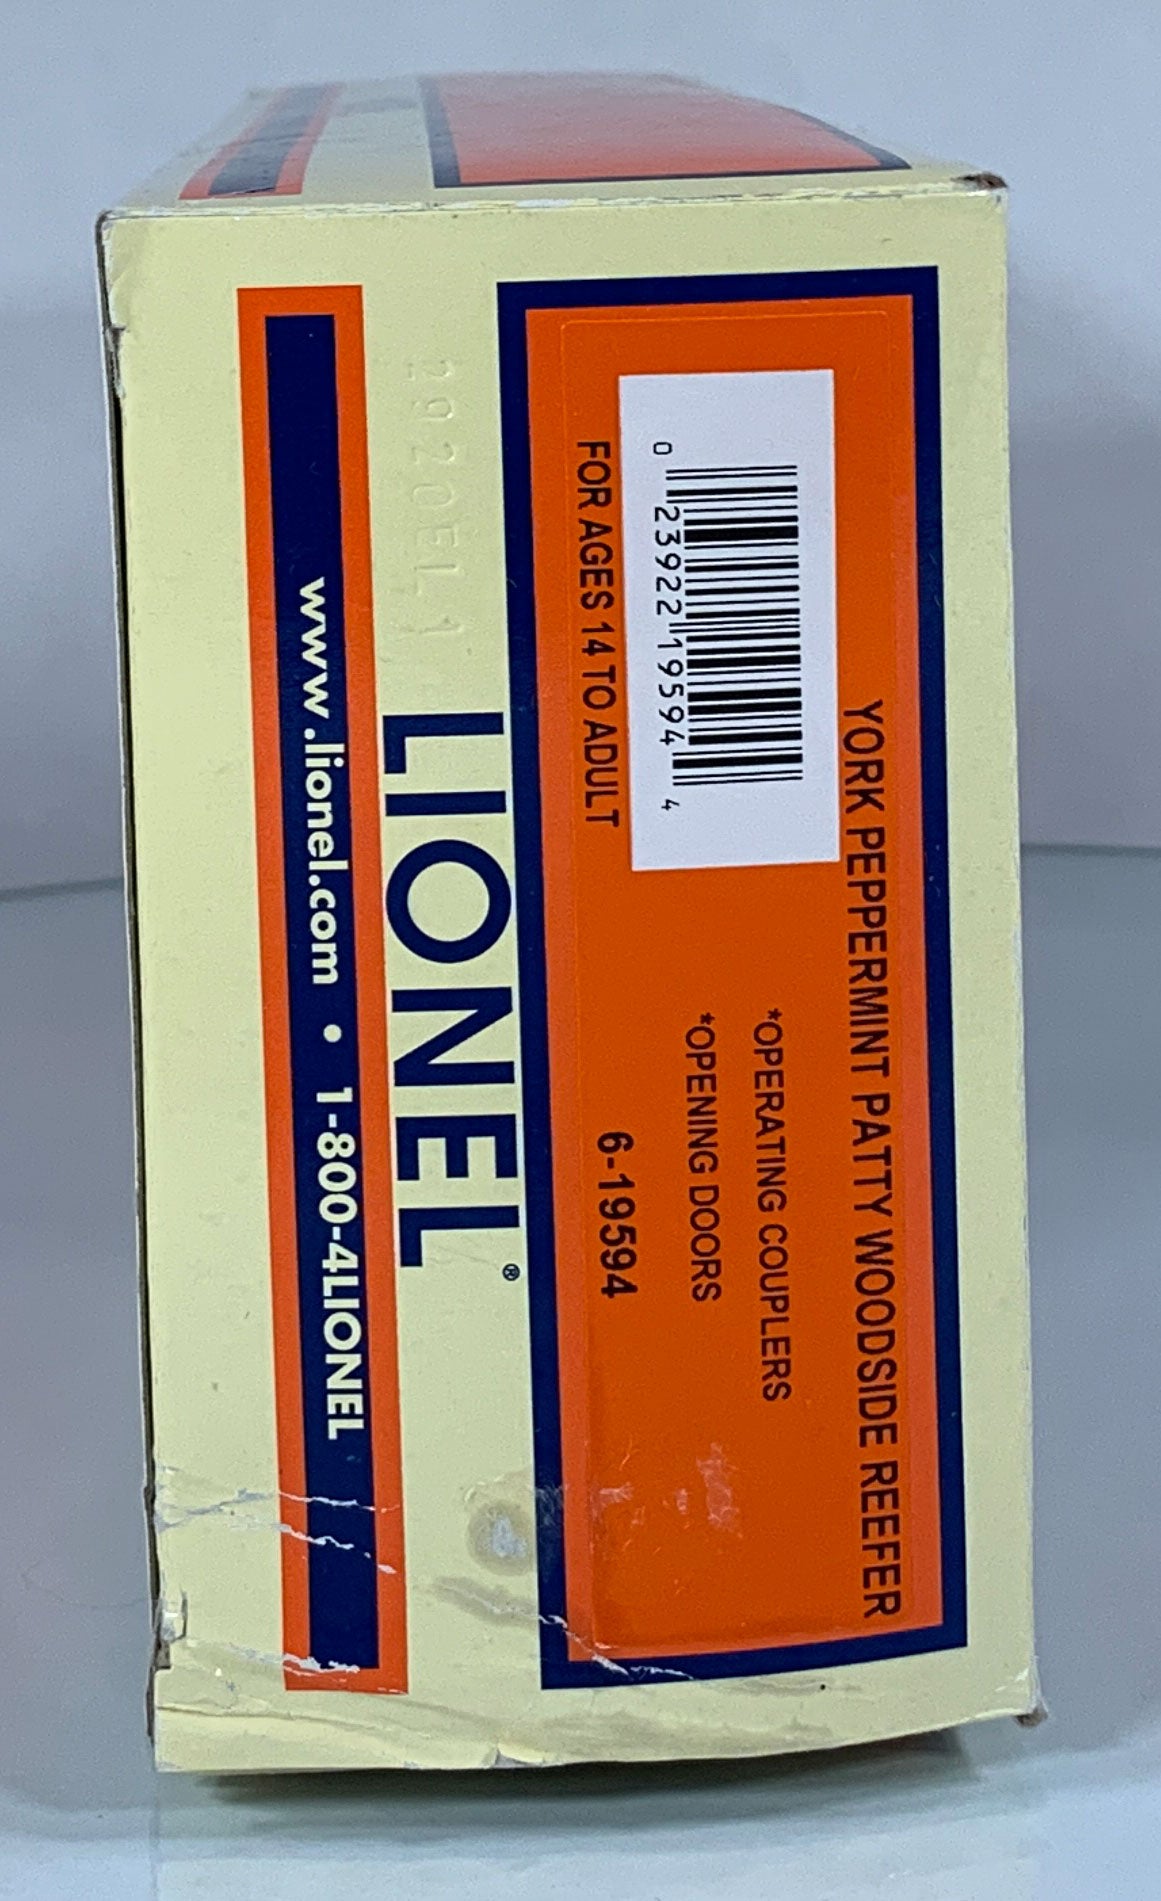 YORK PEPPERMINT PATTY WOODSIDE REEFER
*OPERATING COUPLERS
*OPENING DOORS
0 23922 19594 4
FOR AGES 14 TO ADULT
6-19594
LIONEL®
2920EL1
www.lionel.com • 1-800-4LIONEL